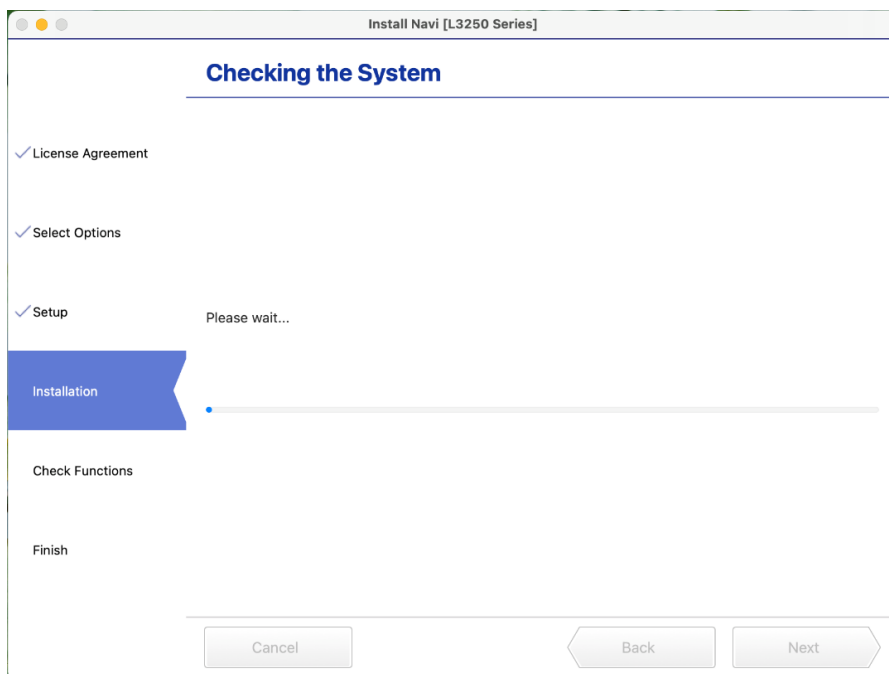 Install Navi [L3250 Series]
Checking the System
License Agreement
Select Options
Setup
Please wait...
Installation
Check Functions
Finish
Cancel
Back
Next